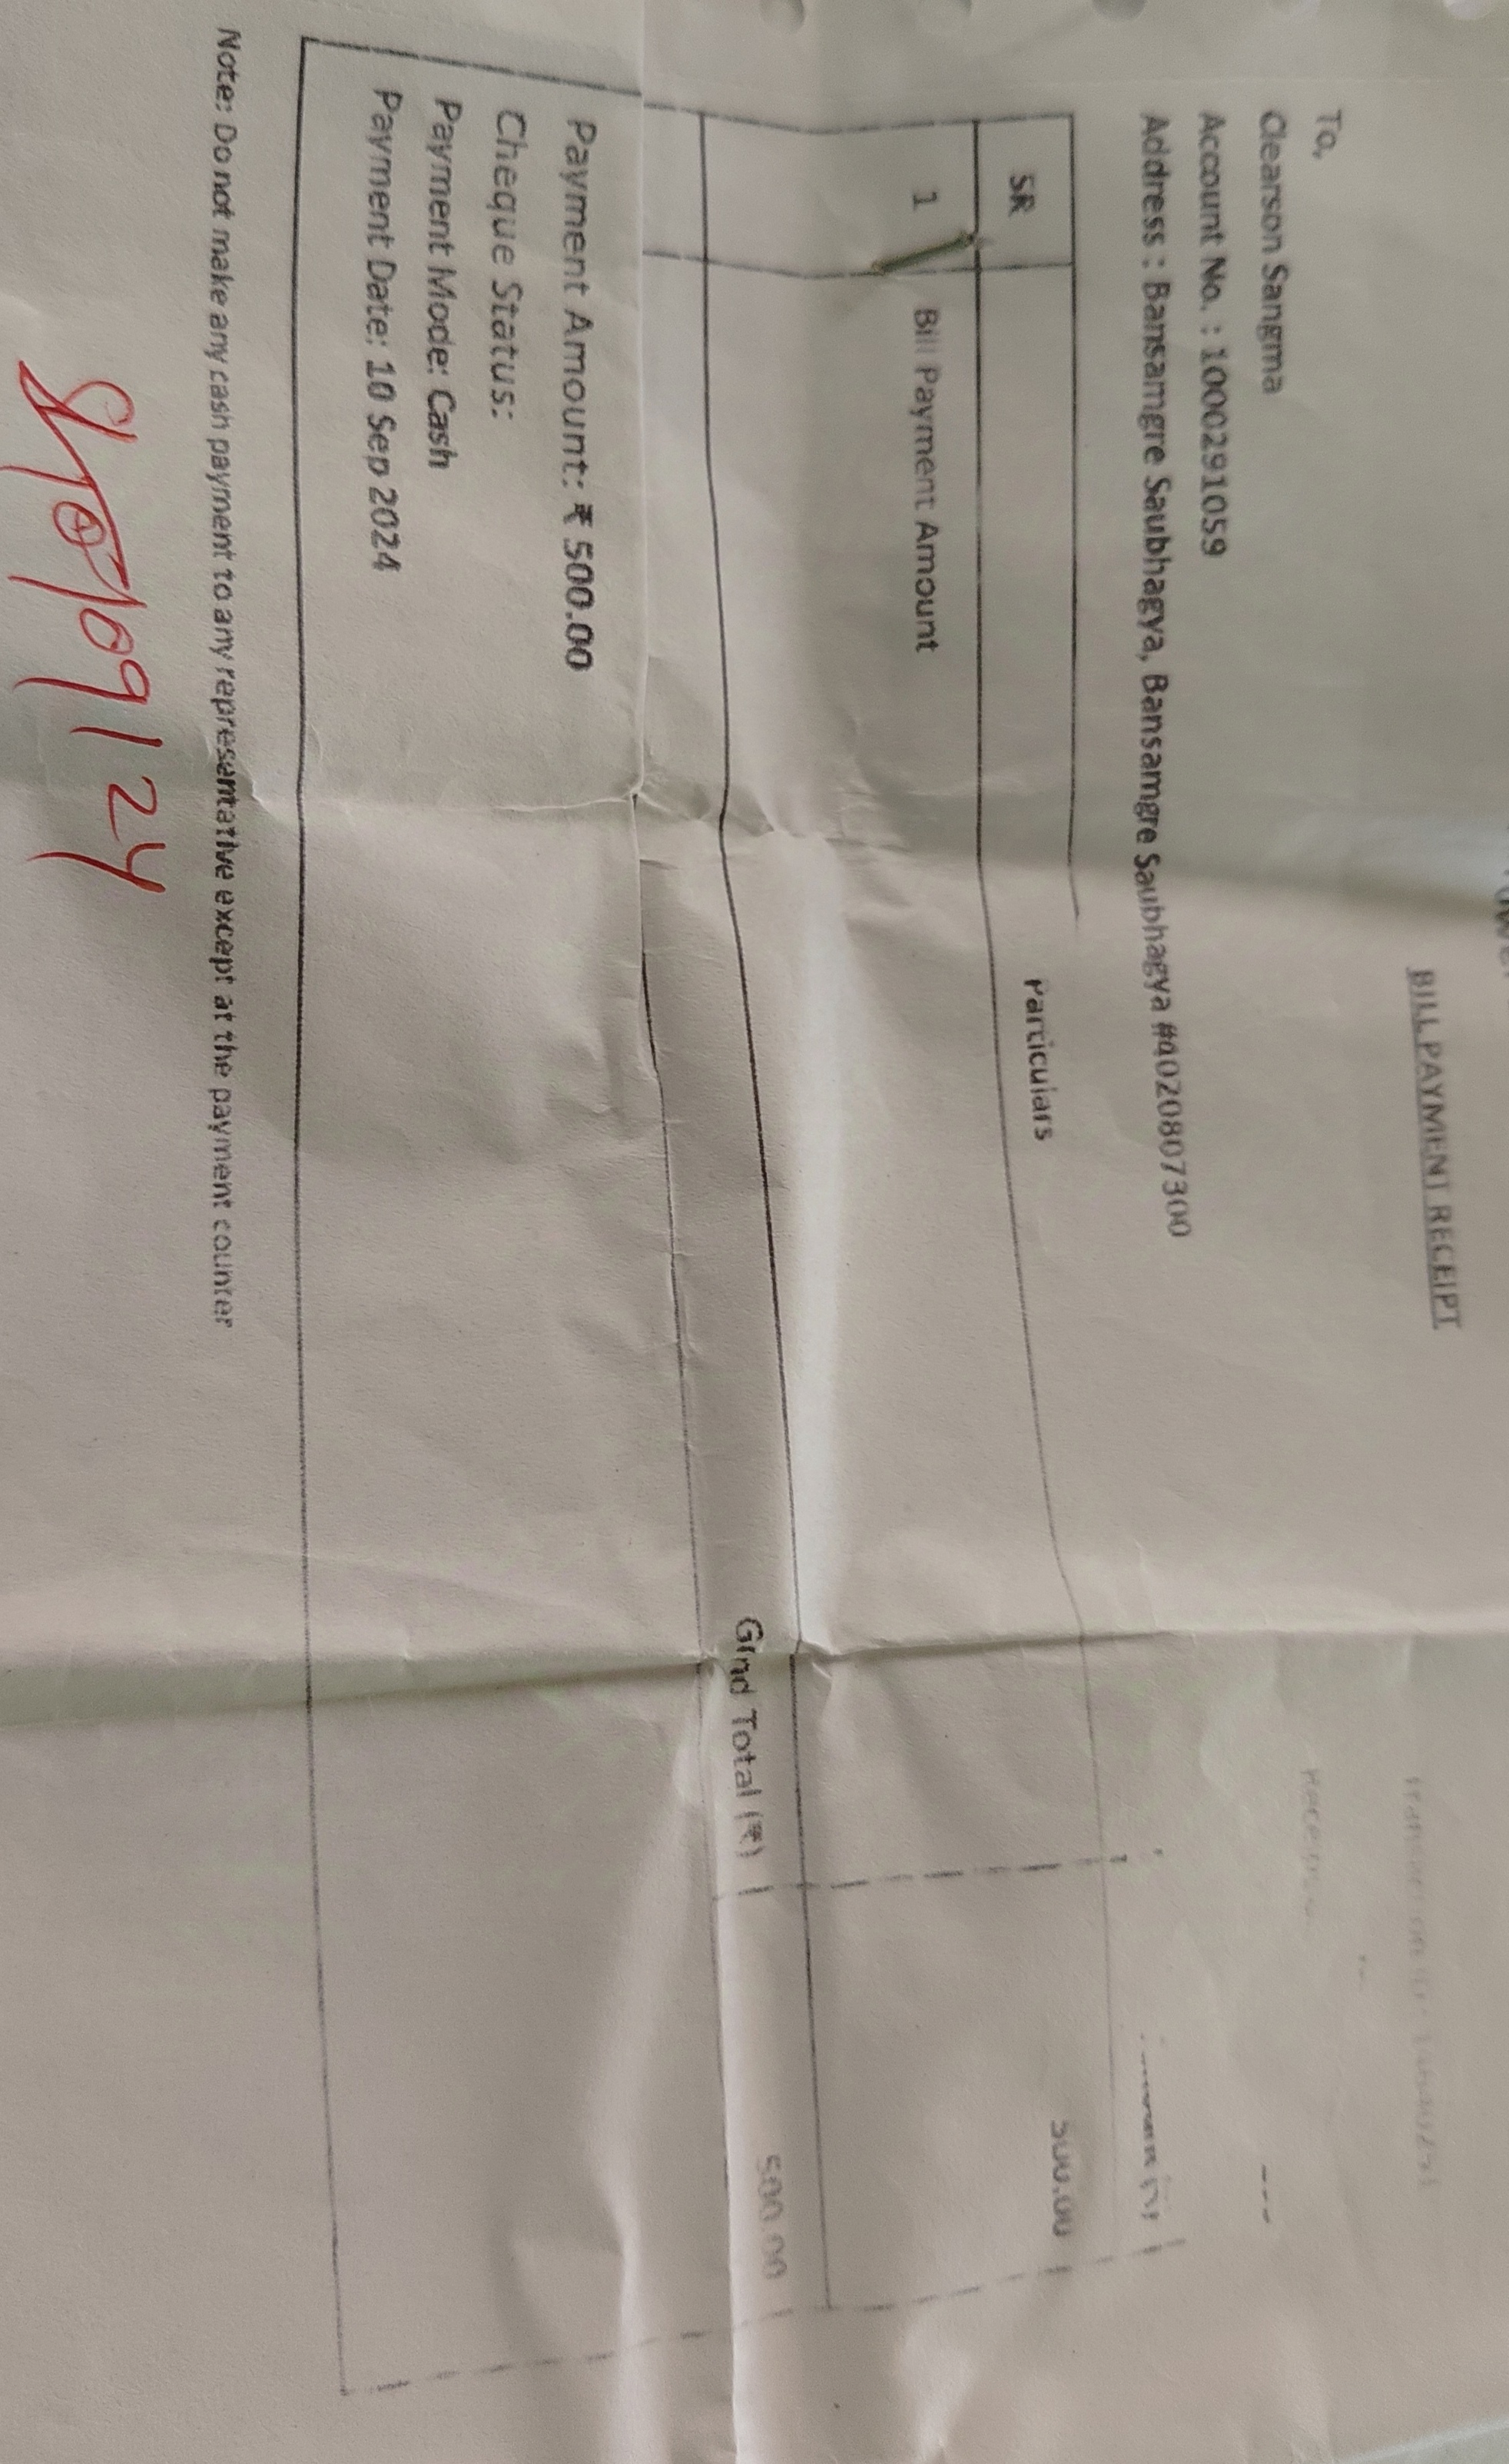 BILL PAYMENT RECEIPT
To,
Clearson Sangma
Account No. : 1000291059
Address : Bansamgre Saubhagya, Bansamgre Saubhagya #4020807300
SR Particulars
1 Bill Payment Amount 500.00
Grnd Total (₹) 500.00
Payment Amount: ₹ 500.00
Cheque Status:
Payment Mode: Cash
Payment Date: 10 Sep 2024
Note: Do not make any cash payment to any representative except at the payment counter
10/09/24